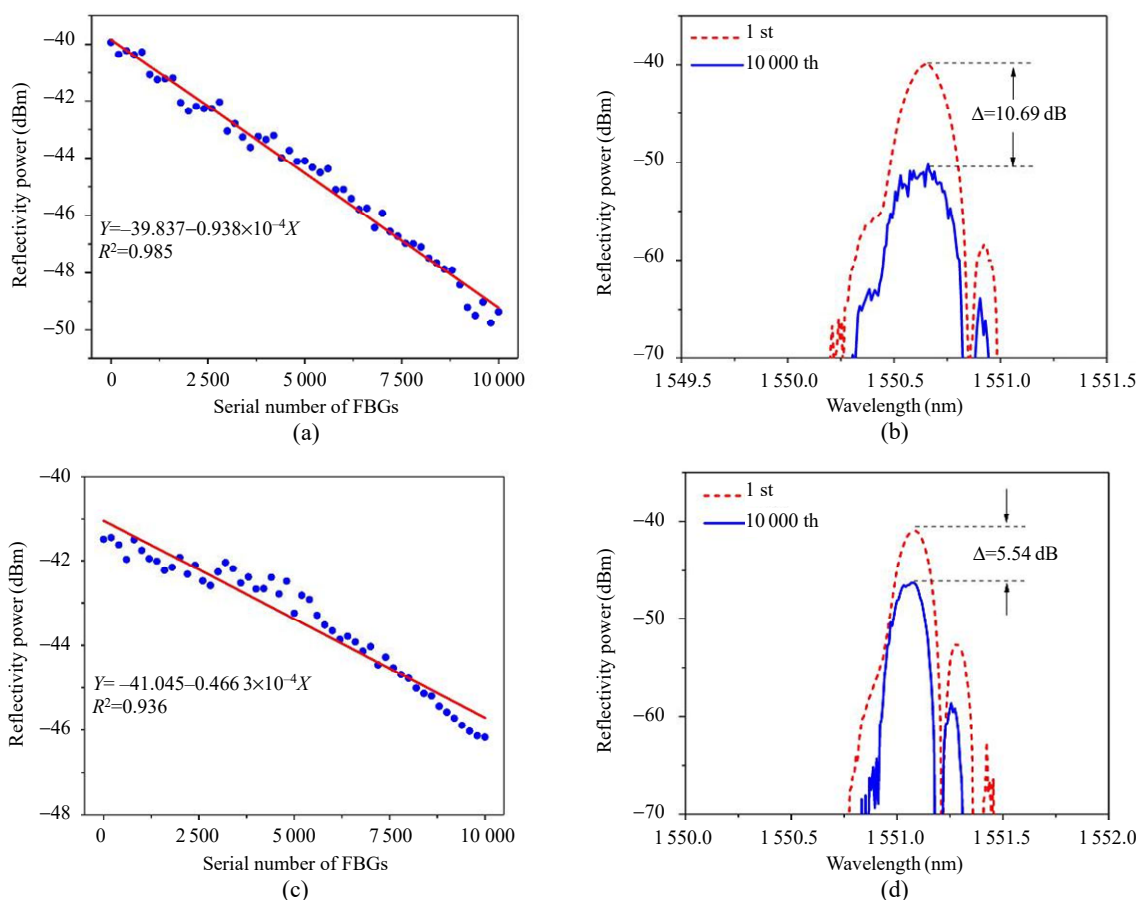 −40
−42
−44
−46
−48
−50
Reflectivity power (dBm)
Y=−39.837−0.938×10⁻⁴X
R²=0.985
0 2 500 5 000 7 500 10 000
Serial number of FBGs
(a)
1 st
10 000 th
−40
−50
−60
−70
Reflectivity power (dBm)
Δ=10.69 dB
1 549.5 1 550.0 1 550.5 1 551.0 1 551.5
Wavelength (nm)
(b)
−40
−42
−44
−46
−48
Reflectivity power (dBm)
Y= −41.045−0.466 3×10⁻⁴X
R²=0.936
0 2 500 5 000 7 500 10 000
Serial number of FBGs
(c)
1 st
10 000 th
−40
−50
−60
−70
Reflectivity power (dBm)
Δ=5.54 dB
1 550.0 1 550.5 1 551.0 1 551.5 1 552.0
Wavelength (nm)
(d)